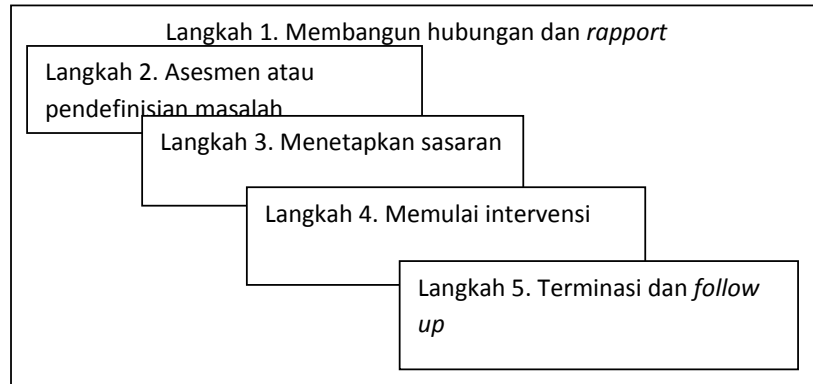 Langkah 1. Membangun hubungan dan rapport
Langkah 2. Asesmen atau
pendefinisian masalah
Langkah 3. Menetapkan sasaran
Langkah 4. Memulai intervensi
Langkah 5. Terminasi dan follow
up